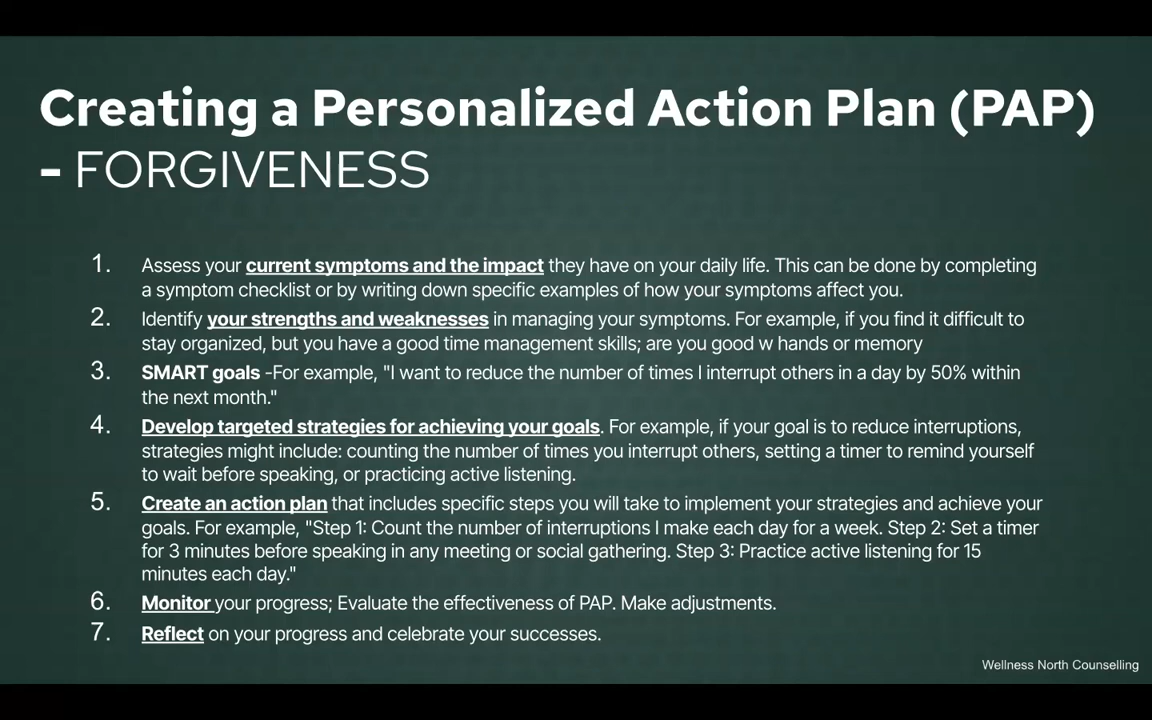 Creating a Personalized Action Plan (PAP)
- FORGIVENESS
1. Assess your current symptoms and the impact they have on your daily life. This can be done by completing
a symptom checklist or by writing down specific examples of how your symptoms affect you.
2. Identify your strengths and weaknesses in managing your symptoms. For example, if you find it difficult to
stay organized, but you have a good time management skills; are you good w hands or memory
3. SMART goals -For example, "I want to reduce the number of times I interrupt others in a day by 50% within
the next month."
4. Develop targeted strategies for achieving your goals. For example, if your goal is to reduce interruptions,
strategies might include: counting the number of times you interrupt others, setting a timer to remind yourself
to wait before speaking, or practicing active listening.
5. Create an action plan that includes specific steps you will take to implement your strategies and achieve your
goals. For example, "Step 1: Count the number of interruptions I make each day for a week. Step 2: Set a timer
for 3 minutes before speaking in any meeting or social gathering. Step 3: Practice active listening for 15
minutes each day."
6. Monitor your progress; Evaluate the effectiveness of PAP. Make adjustments.
7. Reflect on your progress and celebrate your successes.
Wellness North Counselling